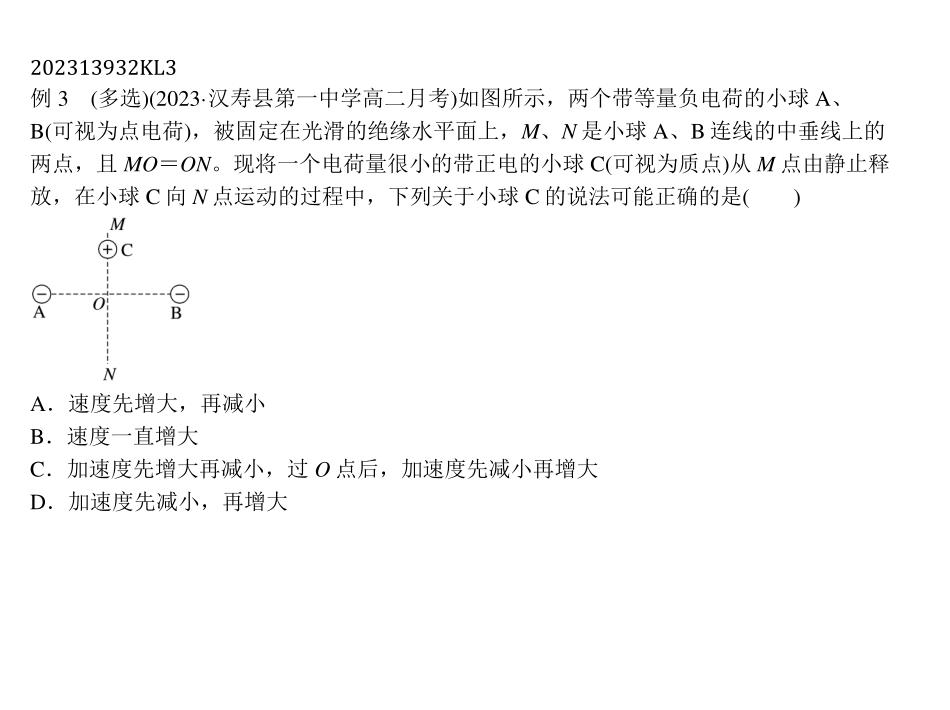 202313932KL3
例 3　(多选)(2023·汉寿县第一中学高二月考)如图所示，两个带等量负电荷的小球 A、
B(可视为点电荷)，被固定在光滑的绝缘水平面上，M、N 是小球 A、B 连线的中垂线上的
两点，且 MO＝ON。现将一个电荷量很小的带正电的小球 C(可视为质点)从 M 点由静止释
放，在小球 C 向 N 点运动的过程中，下列关于小球 C 的说法可能正确的是(　　)
M
C
O
A
B
N
A．速度先增大，再减小
B．速度一直增大
C．加速度先增大再减小，过 O 点后，加速度先减小再增大
D．加速度先减小，再增大